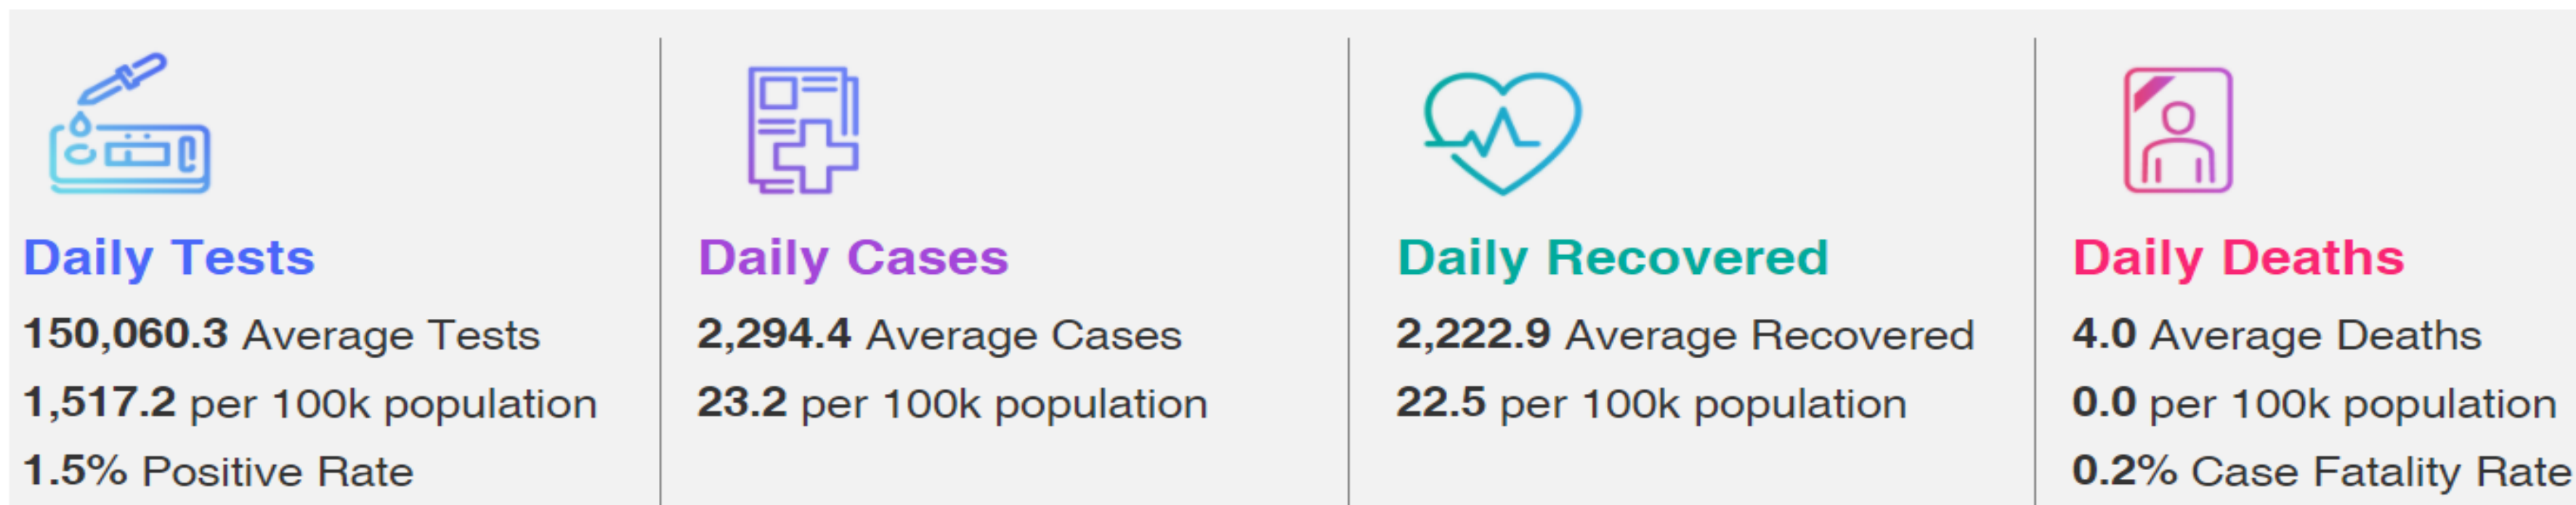 Daily Tests
150,060.3 Average Tests
1,517.2 per 100k population
1.5% Positive Rate
Daily Cases
2,294.4 Average Cases
23.2 per 100k population
Daily Recovered
2,222.9 Average Recovered
22.5 per 100k population
Daily Deaths
4.0 Average Deaths
0.0 per 100k population
0.2% Case Fatality Rate